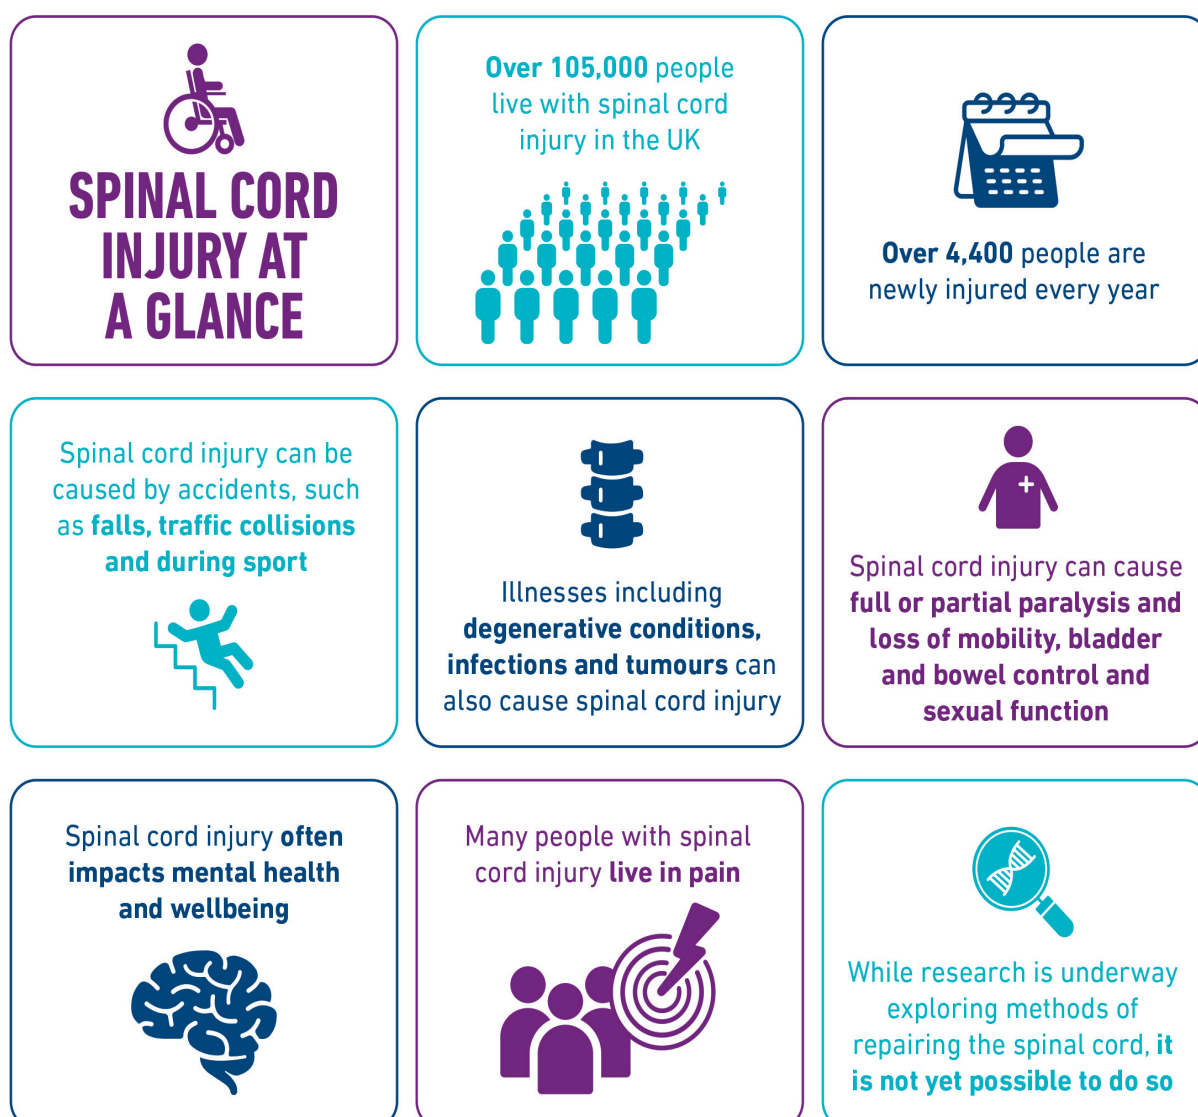 SPINAL CORD
INJURY AT
A GLANCE
Over 105,000 people
live with spinal cord
injury in the UK
Over 4,400 people are
newly injured every year
Spinal cord injury can be
caused by accidents, such
as falls, traffic collisions
and during sport
Illnesses including
degenerative conditions,
infections and tumours can
also cause spinal cord injury
Spinal cord injury can cause
full or partial paralysis and
loss of mobility, bladder
and bowel control and
sexual function
Spinal cord injury often
impacts mental health
and wellbeing
Many people with spinal
cord injury live in pain
While research is underway
exploring methods of
repairing the spinal cord, it
is not yet possible to do so